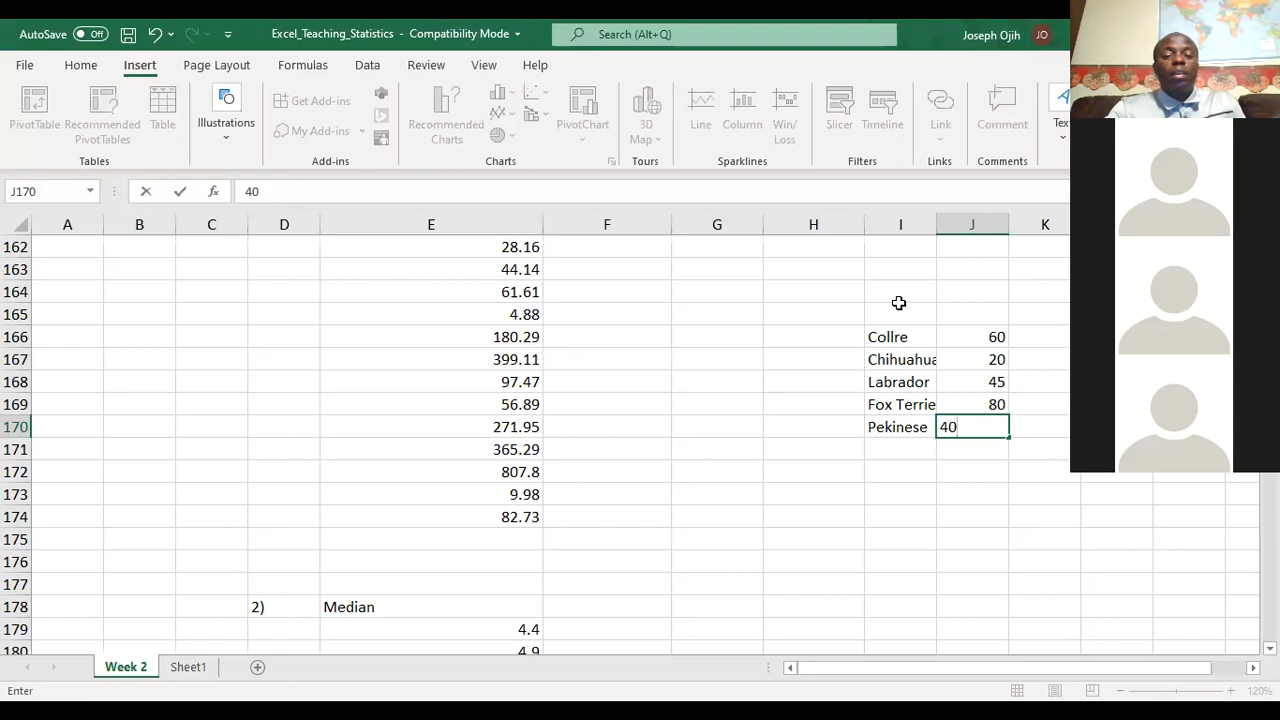 AutoSave Off Excel_Teaching_Statistics - Compatibility Mode Search (Alt+Q) Joseph Ojih JO
File Home Insert Page Layout Formulas Data Review View Help
PivotTable Recommended PivotTables Table Illustrations Get Add-ins My Add-ins Recommended Charts PivotChart 3D Map Line Column Win/Loss Slicer Timeline Link Comment Text
Tables Add-ins Charts Tours Sparklines Filters Links Comments
J170 fx 40
A B C D E F G H I J K
162 28.16
163 44.14
164 61.61
165 4.88
166 180.29 Collre 60
167 399.11 Chihuahua 20
168 97.47 Labrador 45
169 56.89 Fox Terrie 80
170 271.95 Pekinese 40
171 365.29
172 807.8
173 9.98
174 82.73
175
176
177
178 2) Median
179 4.4
180 4.9
Week 2 Sheet1
Enter 120%